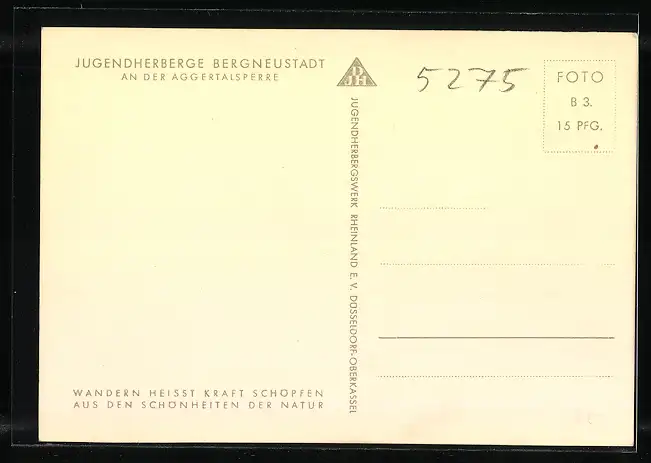 JUGENDHERBERGE BERGNEUSTADT
AN DER AGGERTALSPERRE
WANDERN HEISST KRAFT SCHÖPFEN
AUS DEN SCHÖNHEITEN DER NATUR
DJH
JUGENDHERBERGSWERK RHEINLAND E. V. DÜSSELDORF-OBERKASSEL
5275
FOTO
B 3.
15 PFG.